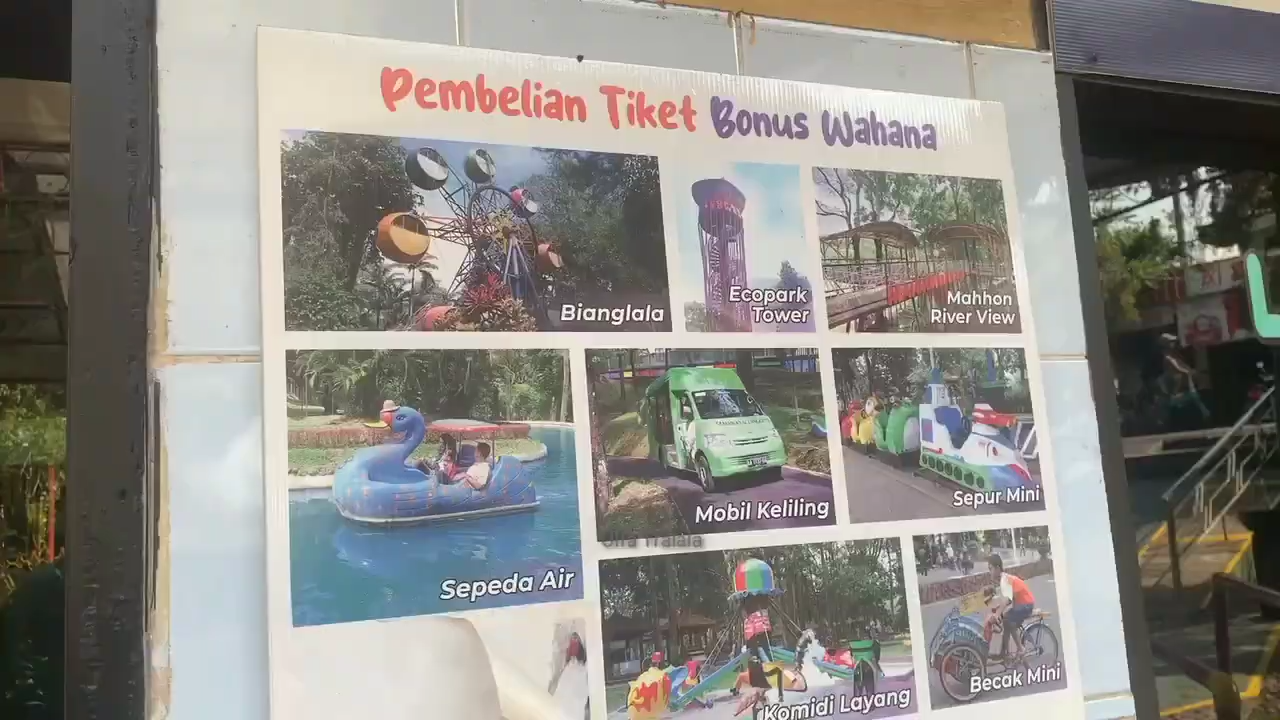 Pembelian Tiket Bonus Wahana
Bianglala
Ecopark
Tower
Mahhon
River View
Sepeda Air
Mobil Keliling
Sepur Mini
Komidi Layang
Becak Mini